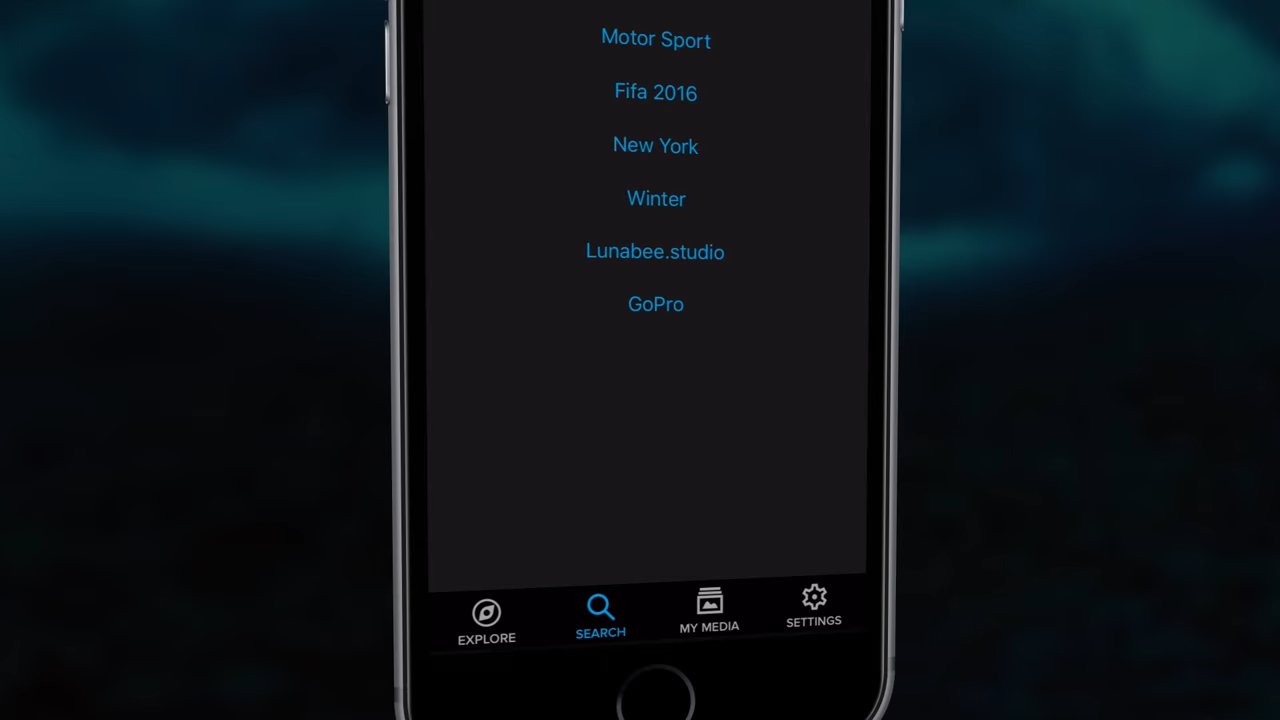 Motor Sport
Fifa 2016
New York
Winter
Lunabee.studio
GoPro
EXPLORE
SEARCH
MY MEDIA
SETTINGS